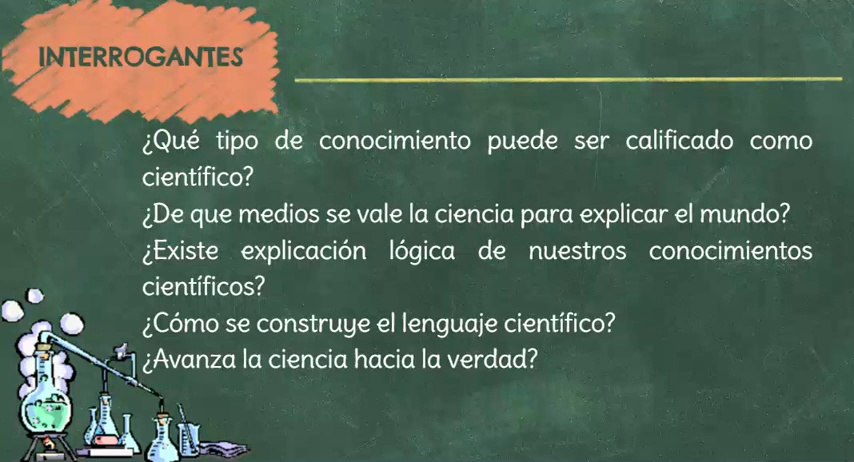 INTERROGANTES
¿Qué tipo de conocimiento puede ser calificado como
científico?
¿De que medios se vale la ciencia para explicar el mundo?
¿Existe explicación lógica de nuestros conocimientos
científicos?
¿Cómo se construye el lenguaje científico?
¿Avanza la ciencia hacia la verdad?